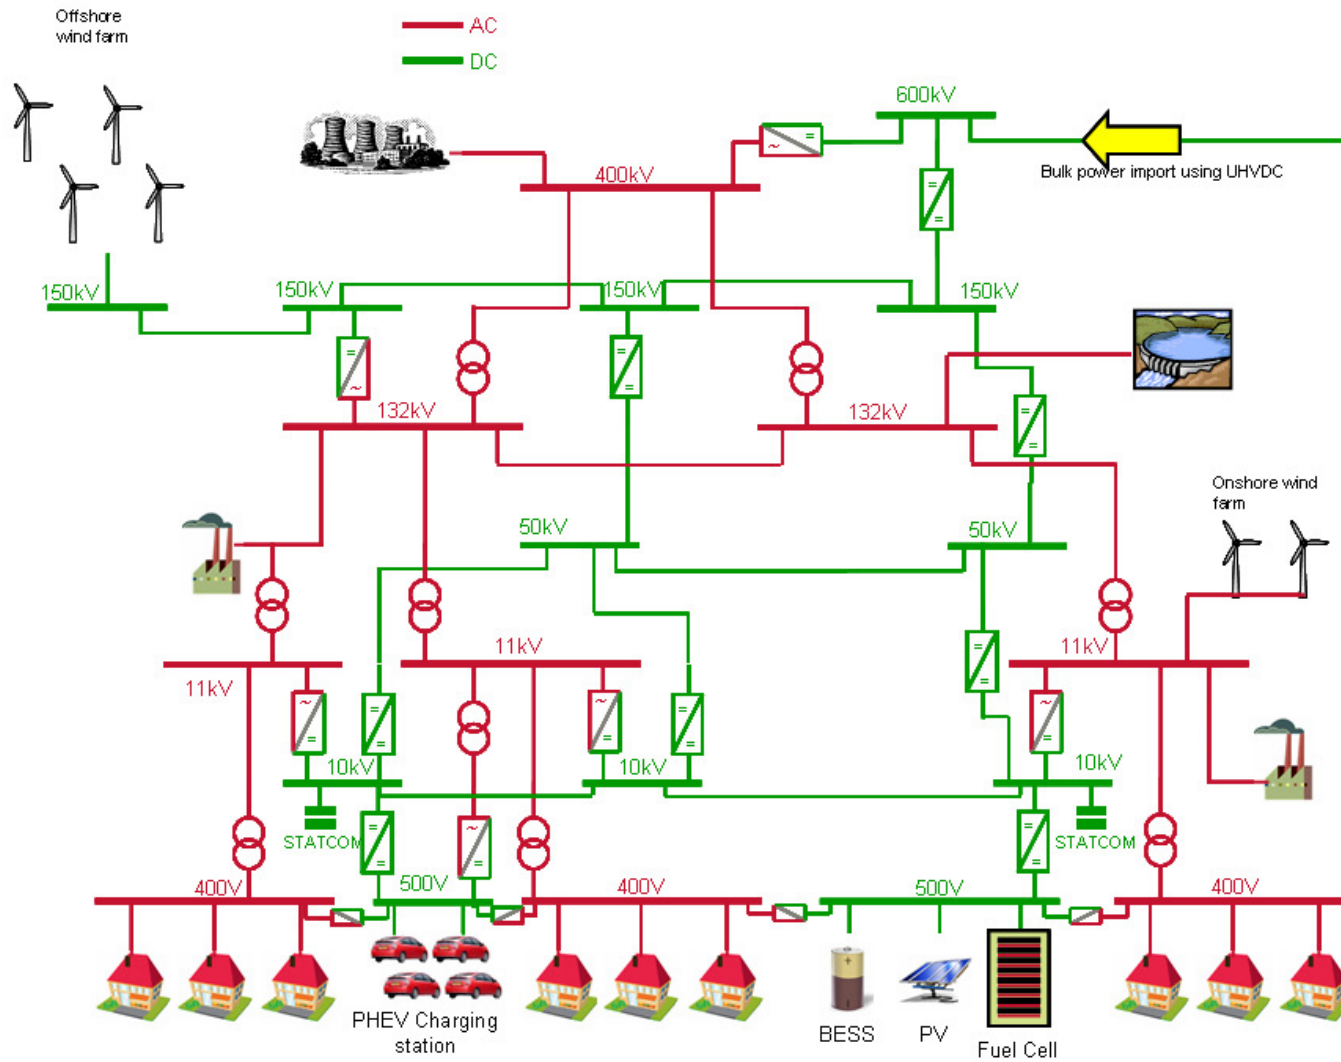 Offshore
wind farm
AC
DC
600kV
Bulk power import using UHVDC
400kV
150kV
150kV
150kV
150kV
132kV
132kV
Onshore wind
farm
50kV
50kV
11kV
11kV
11kV
10kV
10kV
10kV
STATCOM
STATCOM
400V
500V
400V
500V
400V
PHEV Charging
station
BESS
PV
Fuel Cell